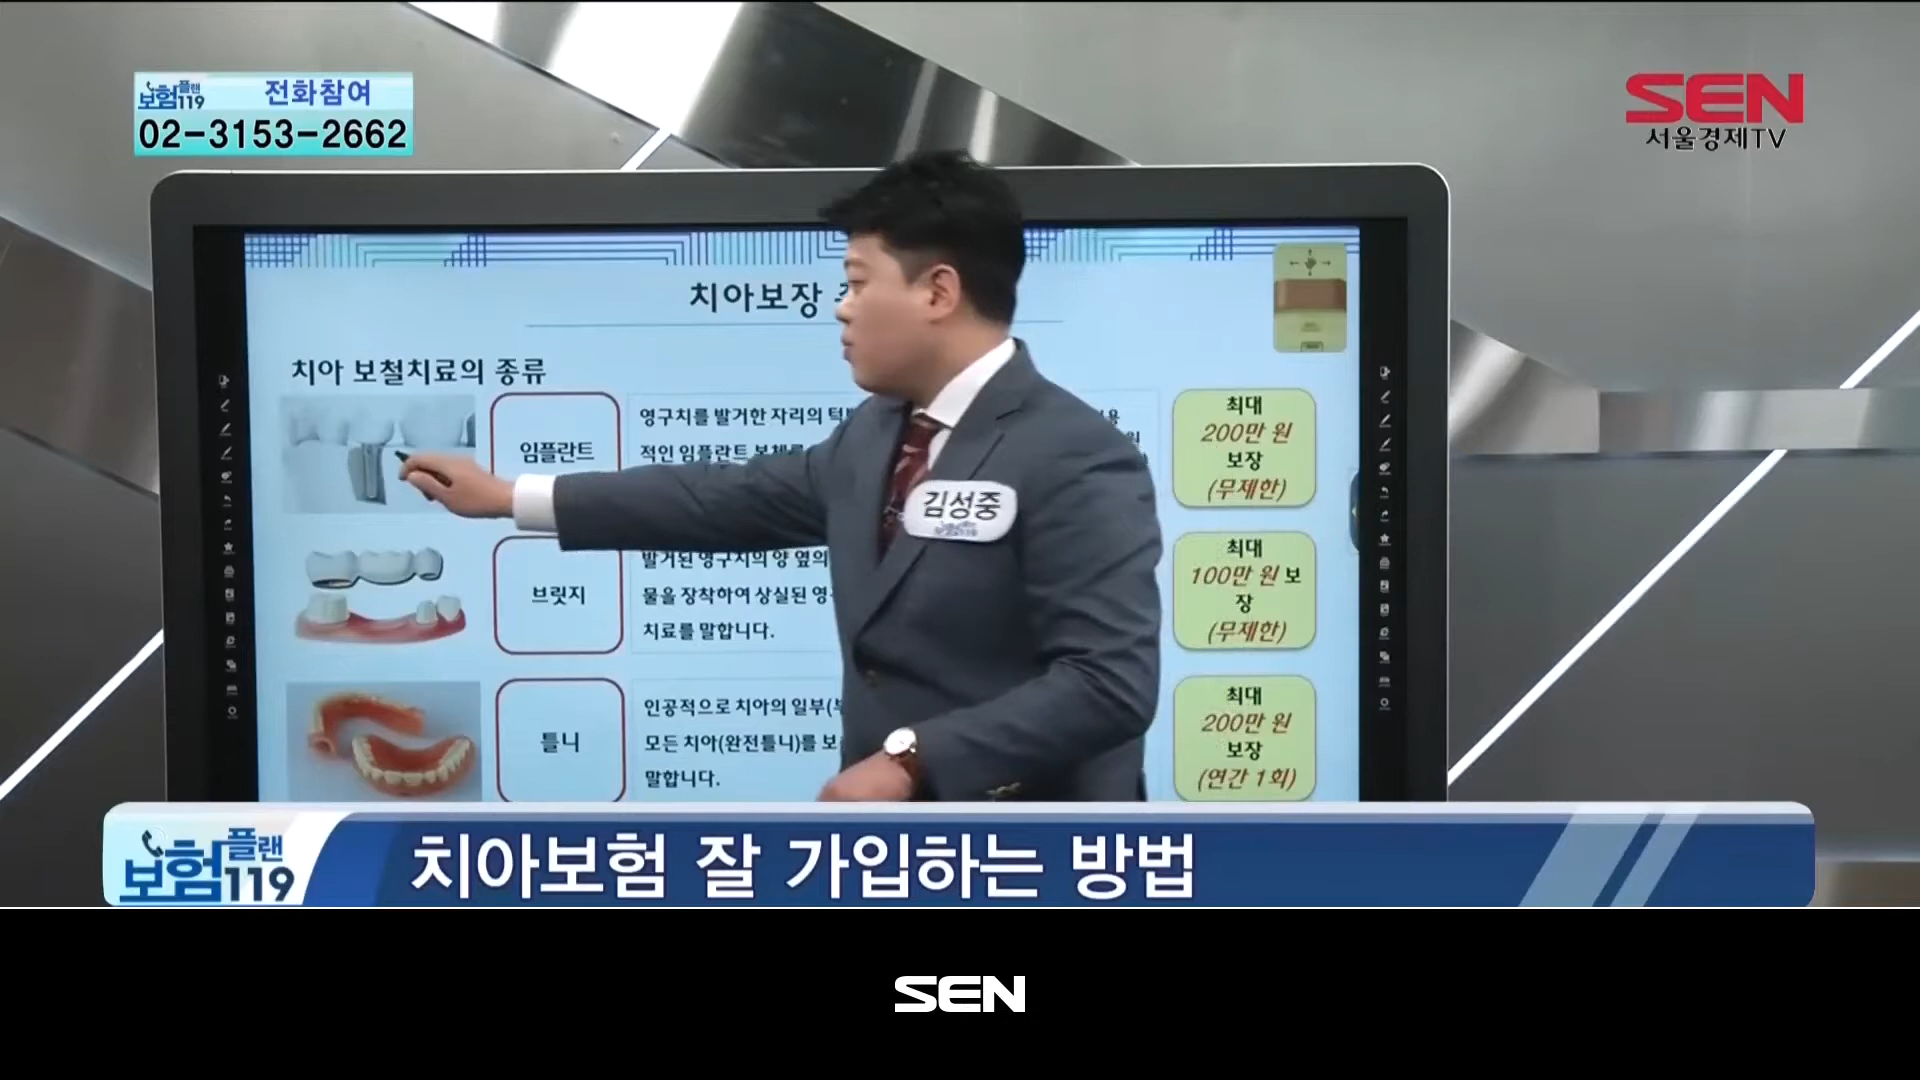 보험플랜119
전화참여
02-3153-2662
SEN
서울경제TV
치아보장
치아 보철치료의 종류
임플란트
영구치를 발거한 자리의
적인 임플란트 본체를
최대
200만 원
보장
(무제한)
브릿지
발거된 영구치의 양 옆의
물을 장착하여 상실된
치료를 말합니다.
최대
100만 원 보
장
(무제한)
틀니
인공적으로 치아의 일부
모든 치아(완전틀니)를
말합니다.
최대
200만 원
보장
(연간 1회)
김성중
보험플랜119
치아보험 잘 가입하는 방법
SEN